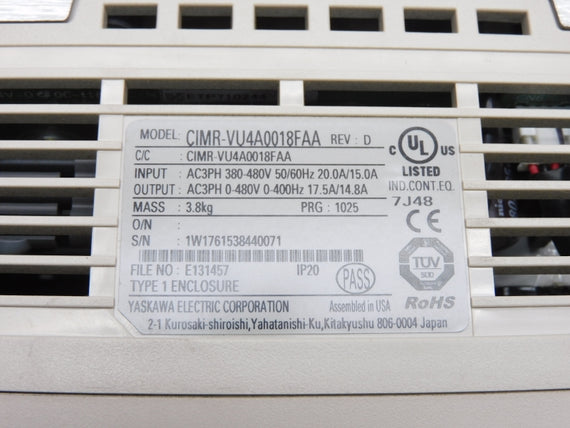 MODEL: CIMR-VU4A0018FAA REV: D
C/C : CIMR-VU4A0018FAA
INPUT : AC3PH 380-480V 50/60Hz 20.0A/15.0A
OUTPUT : AC3PH 0-480V 0-400Hz 17.5A/14.8A
MASS : 3.8kg PRG : 1025
O/N :
S/N : 1W1761538440071
FILE NO : E131457 IP20
TYPE 1 ENCLOSURE
PASS
YASKAWA ELECTRIC CORPORATION Assembled in USA
2-1 Kurosaki-shiroishi,Yahatanishi-Ku,Kitakyushu 806-0004 Japan
C UL US
LISTED
IND.CONT.EQ.
7J48
CE
TÜV
RoHS